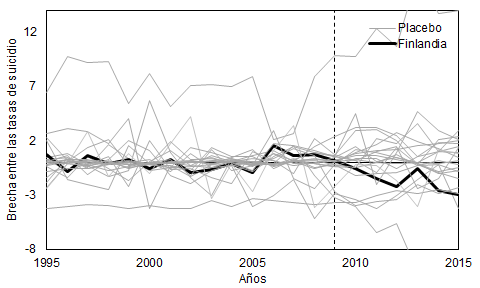 Brecha entre las tasas de suicidio
12
7
2
-3
-8
Placebo
Finlandia
1995
2000
2005
2010
2015
Años